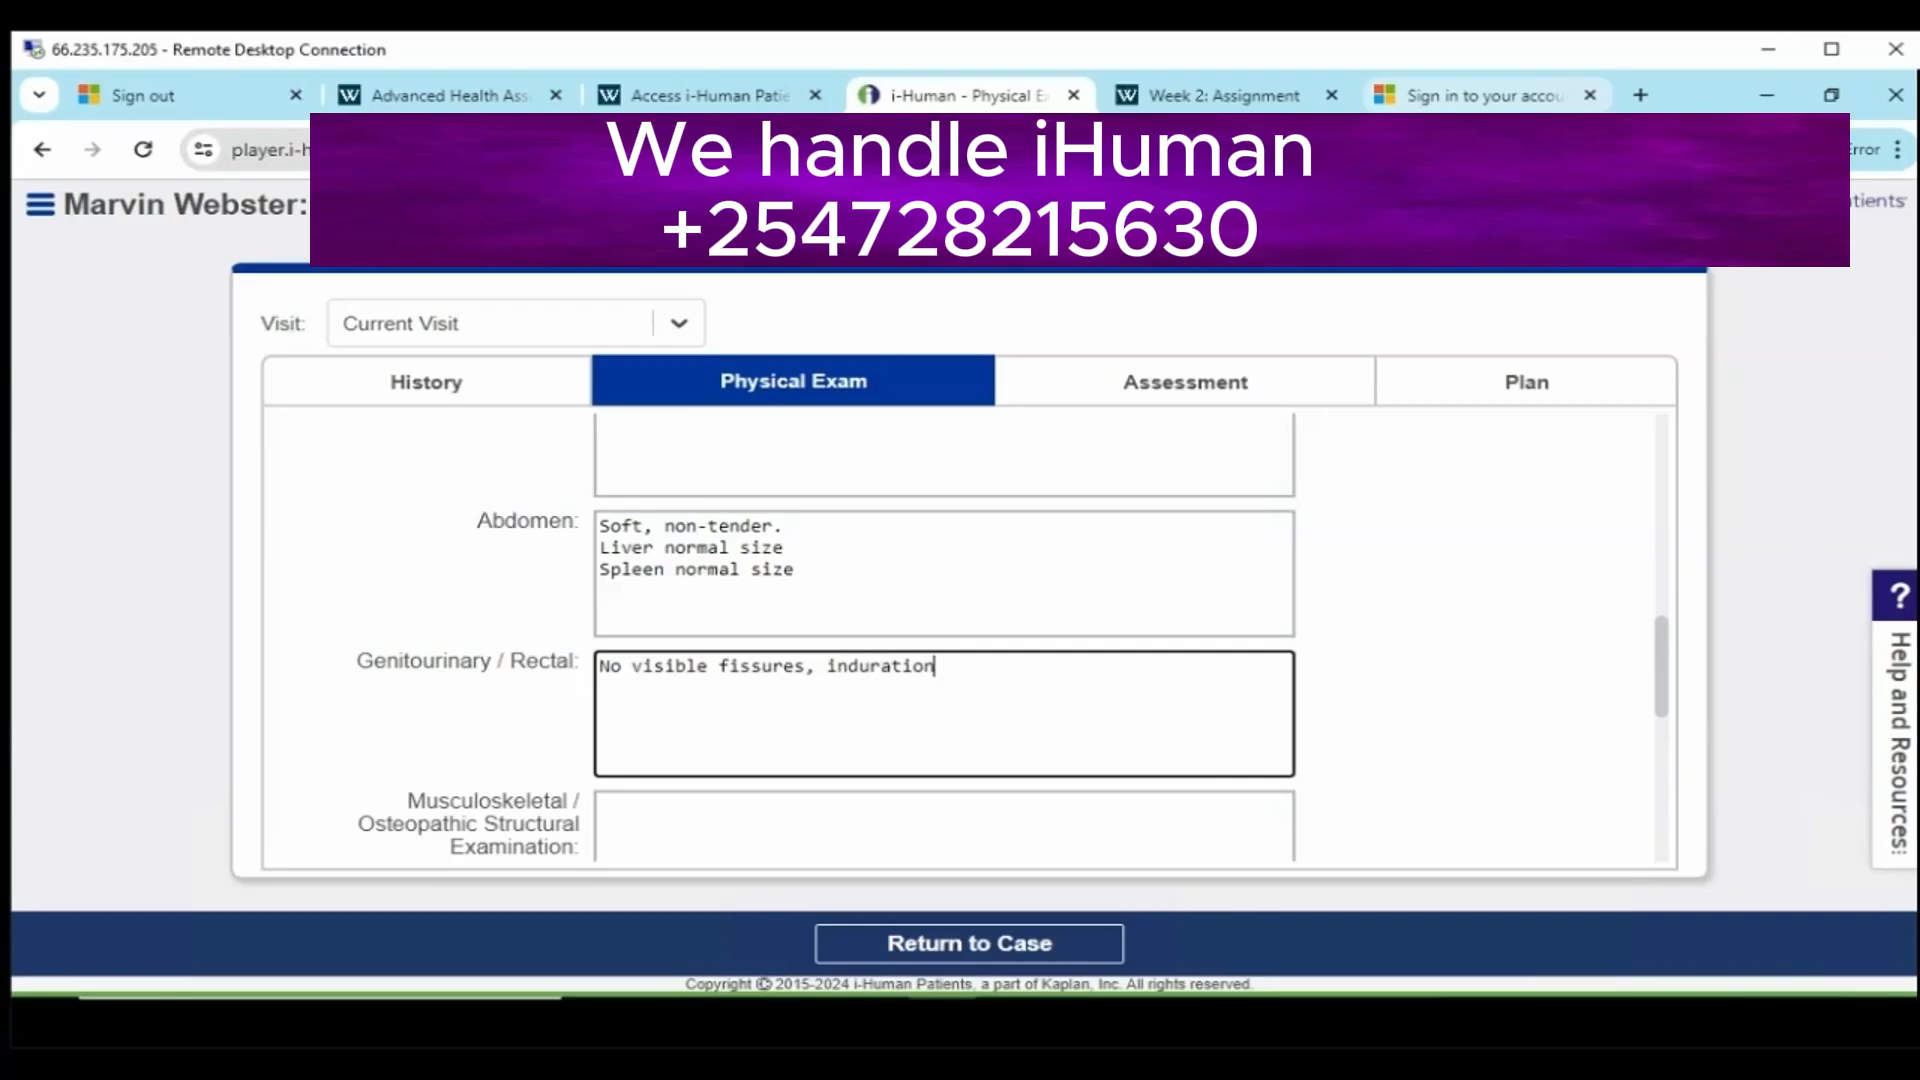 66.235.175.205 - Remote Desktop Connection
Sign out
Advanced Health Ass
Access i-Human Patie
i-Human - Physical E
Week 2: Assignment
Sign in to your accou
player.i-h
We handle iHuman
+254728215630
Error
Marvin Webster:
tients
Visit:
Current Visit
History
Physical Exam
Assessment
Plan
Abdomen:
Soft, non-tender.
Liver normal size
Spleen normal size
Genitourinary / Rectal:
No visible fissures, induration
Musculoskeletal /
Osteopathic Structural
Examination:
?
Help and Resources:
Return to Case
Copyright © 2015-2024 i-Human Patients, a part of Kaplan, Inc. All rights reserved.